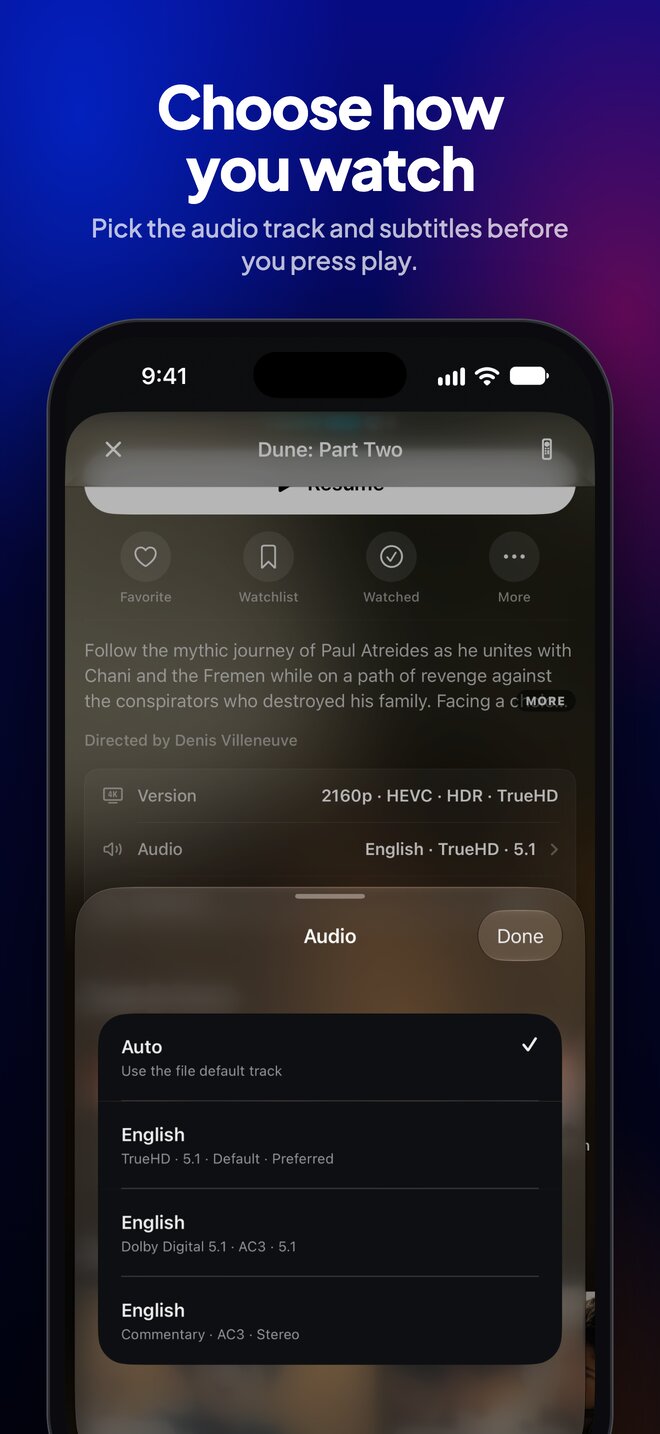 Choose how
you watch
Pick the audio track and subtitles before
you press play.
9:41
Dune: Part Two
Resume
Favorite
Watchlist
Watched
More
Follow the mythic journey of Paul Atreides as he unites with
Chani and the Fremen while on a path of revenge against
the conspirators who destroyed his family. Facing a
MORE
Directed by Denis Villeneuve
4K
Version
2160p · HEVC · HDR · TrueHD
Audio
English · TrueHD · 5.1
Audio
Done
Auto
Use the file default track
English
TrueHD · 5.1 · Default · Preferred
English
Dolby Digital 5.1 · AC3 · 5.1
English
Commentary · AC3 · Stereo